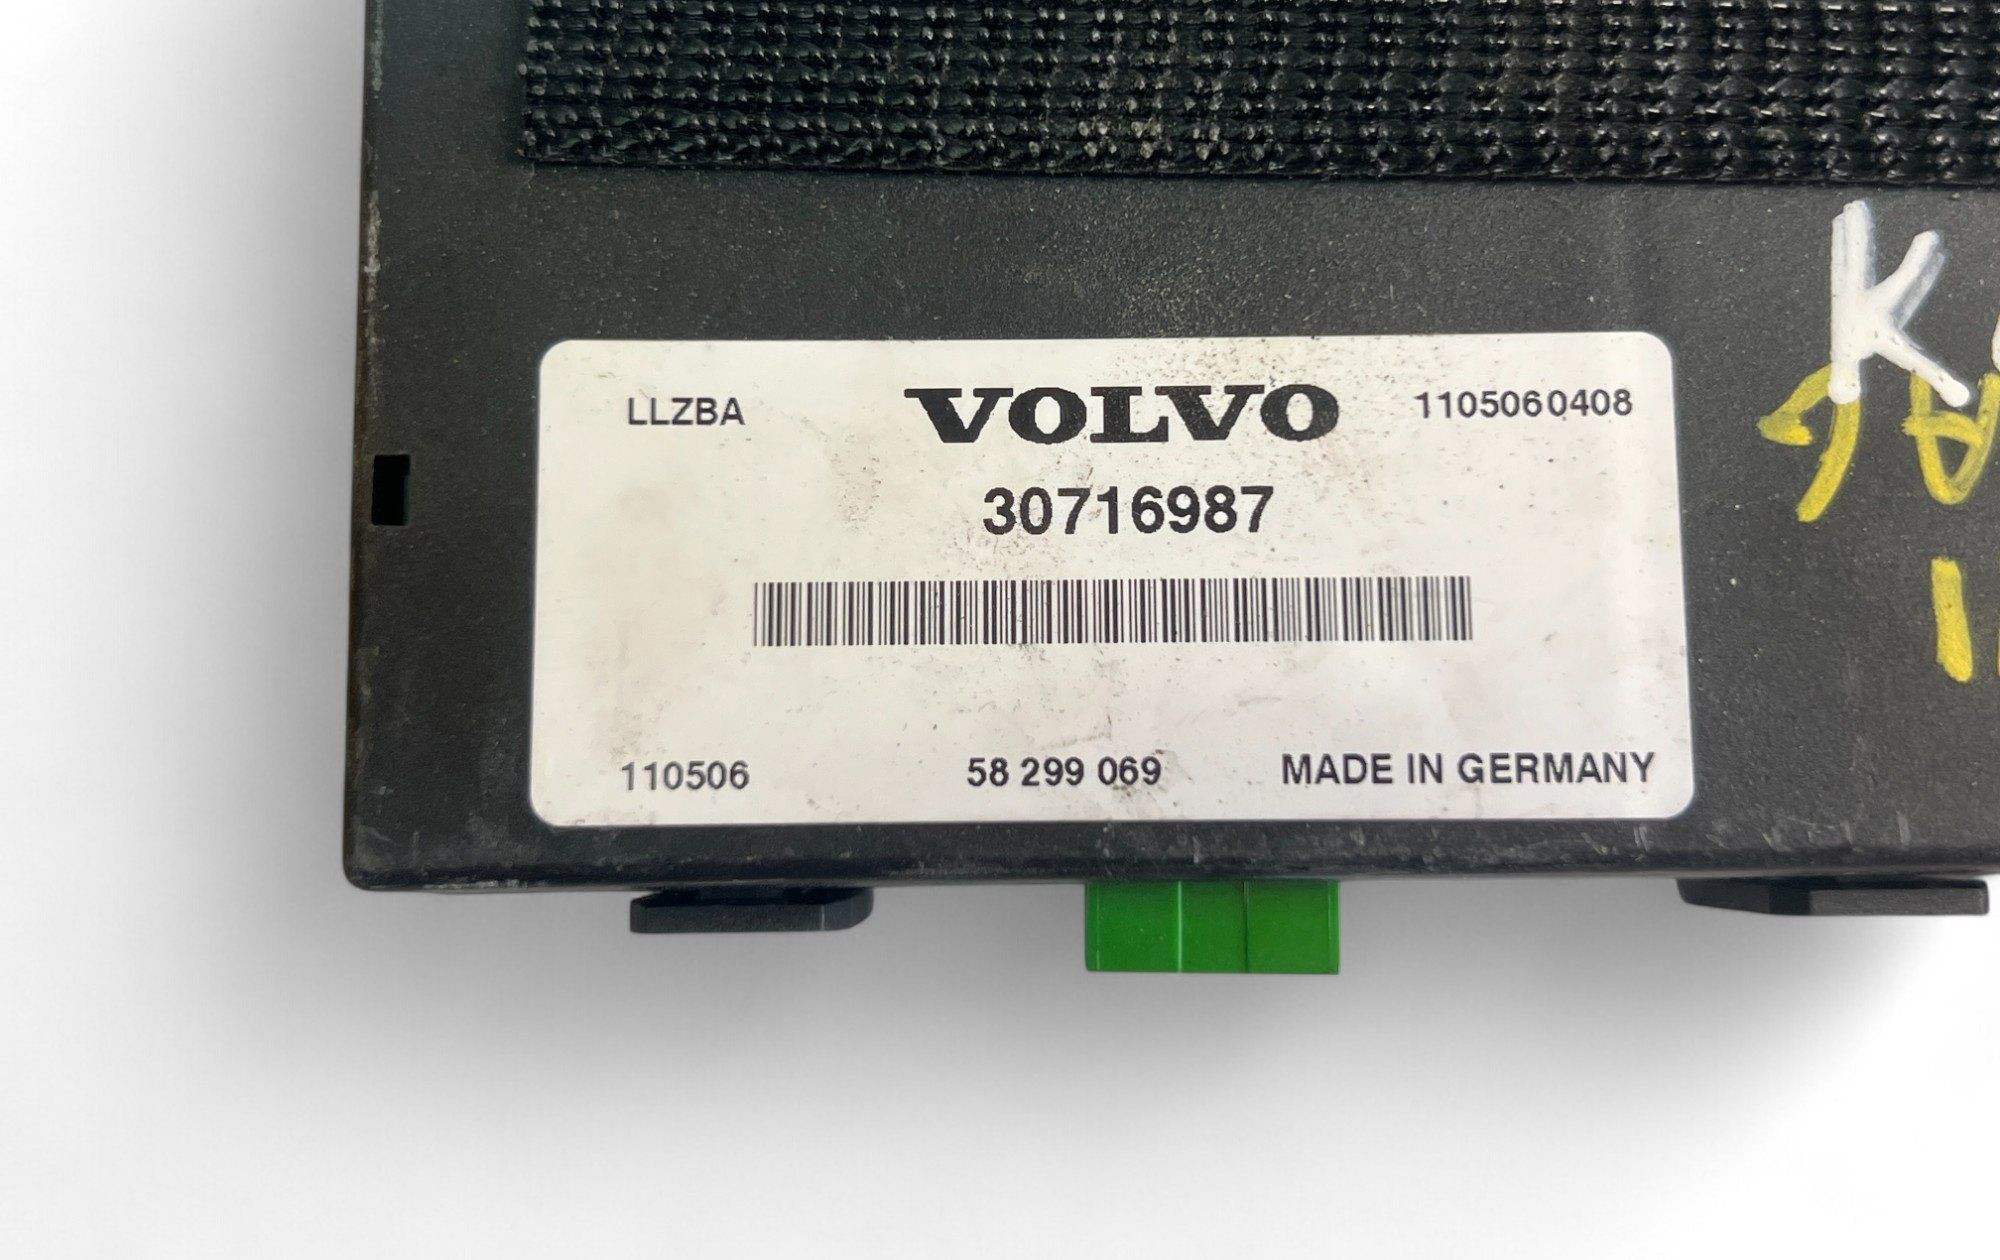 LLZBA VOLVO 1105060408
30716987
110506 58 299 069 MADE IN GERMANY
K